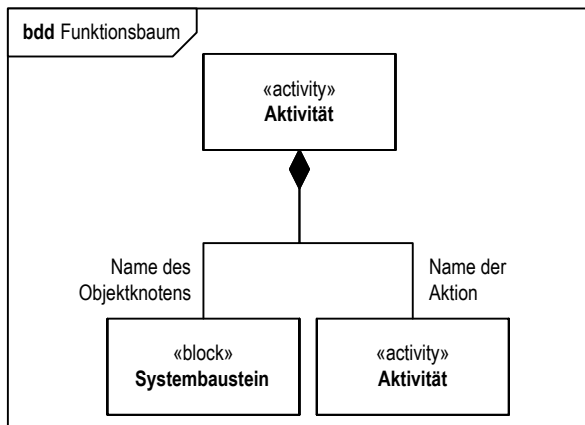 bdd Funktionsbaum
«activity»
Aktivität
Name des
Objektknotens
Name der
Aktion
«block»
Systembaustein
«activity»
Aktivität